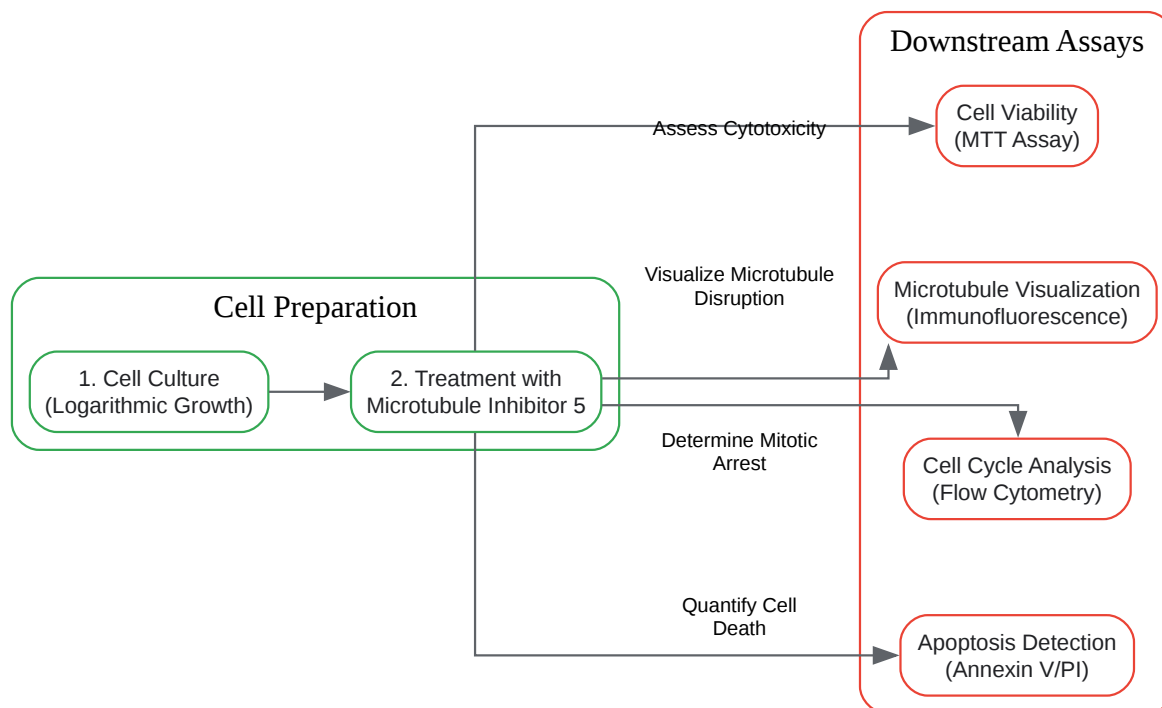 Downstream Assays
Cell Viability
(MTT Assay)
Assess Cytotoxicity
Visualize Microtubule
Disruption
Microtubule Visualization
(Immunofluorescence)
Cell Preparation
1. Cell Culture
(Logarithmic Growth)
2. Treatment with
Microtubule Inhibitor 5
Determine Mitotic
Arrest
Cell Cycle Analysis
(Flow Cytometry)
Quantify Cell
Death
Apoptosis Detection
(Annexin V/PI)